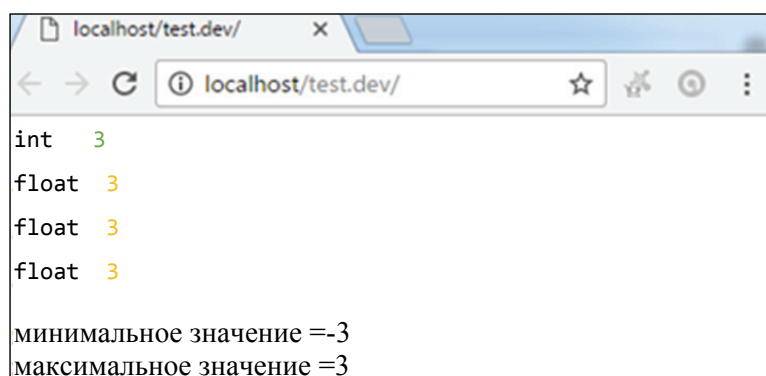 localhost/test.dev/
localhost/test.dev/
int 3
float 3
float 3
float 3
минимальное значение =-3
максимальное значение =3